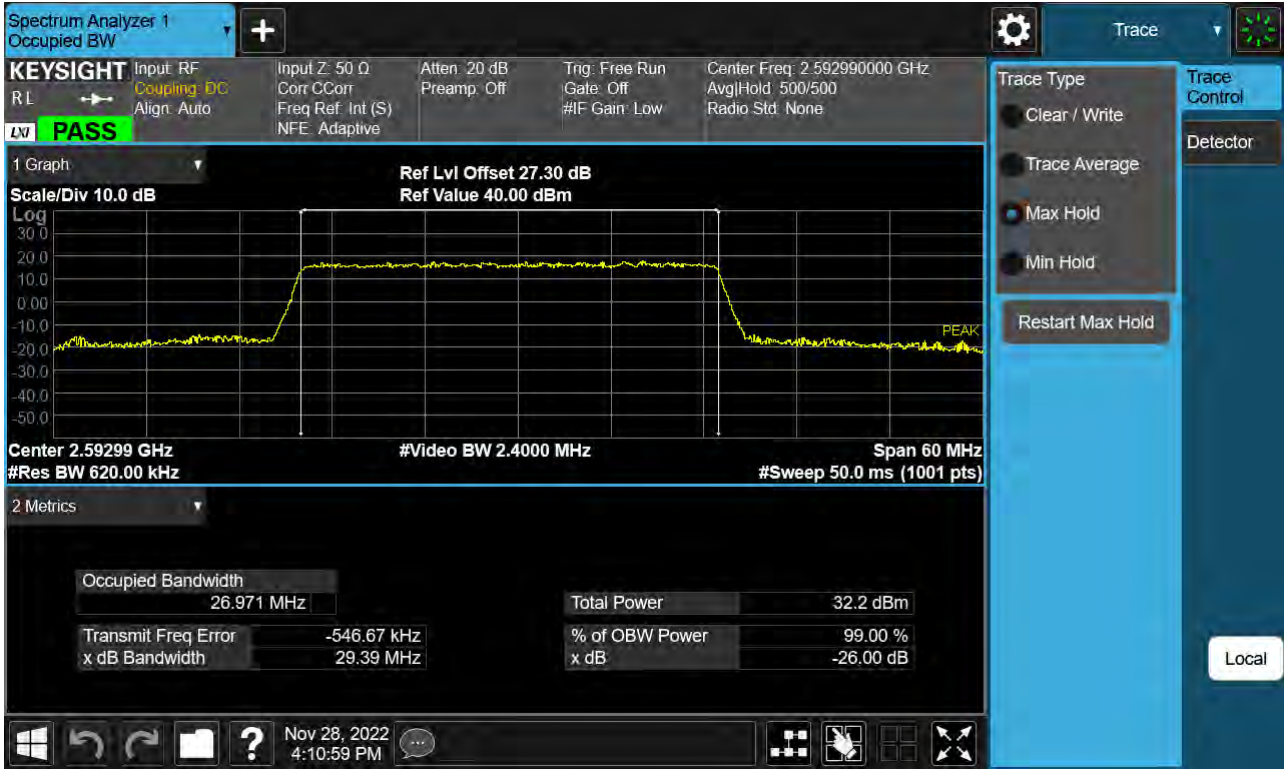 Spectrum Analyzer 1
Occupied BW
+
Trace
KEYSIGHT
R L
LXI
PASS
Input: RF
Coupling: DC
Align: Auto
Input Z: 50 Ω
Corr CCorr
Freq Ref: Int (S)
NFE: Adaptive
Atten: 20 dB
Preamp: Off
Trig: Free Run
Gate: Off
#IF Gain: Low
Center Freq: 2.592990000 GHz
Avg|Hold: 500/500
Radio Std: None
1 Graph
Scale/Div 10.0 dB
Ref Lvl Offset 27.30 dB
Ref Value 40.00 dBm
Log
30.0
20.0
10.0
0.00
-10.0
-20.0
-30.0
-40.0
-50.0
PEAK
Center 2.59299 GHz
#Res BW 620.00 kHz
#Video BW 2.4000 MHz
Span 60 MHz
#Sweep 50.0 ms (1001 pts)
2 Metrics
Occupied Bandwidth
26.971 MHz
Transmit Freq Error -546.67 kHz
x dB Bandwidth 29.39 MHz
Total Power 32.2 dBm
% of OBW Power 99.00 %
x dB -26.00 dB
Trace Type
Clear / Write
Trace Average
Max Hold
Min Hold
Restart Max Hold
Trace
Control
Detector
Local
?
Nov 28, 2022
4:10:59 PM